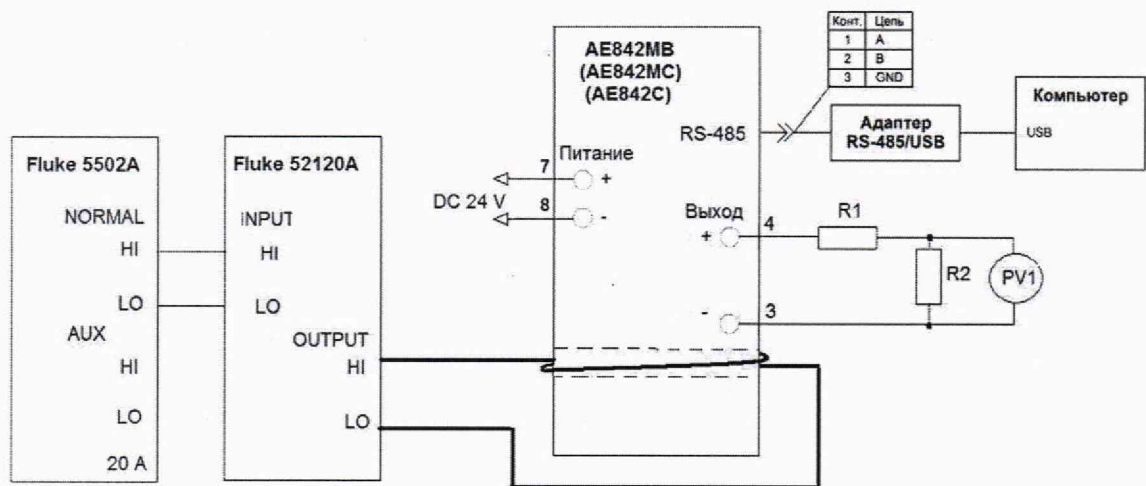 Конт. Цепь
1 A
2 B
3 GND
AE842MB
(AE842MC)
(AE842C)
RS-485
Адаптер
RS-485/USB
Компьютер
USB
Fluke 5502A
NORMAL
HI
LO
AUX
HI
LO
20 A
Fluke 52120A
INPUT
HI
LO
OUTPUT
HI
LO
7 Питание
+
DC 24 V
8 -
Выход
+ 4
- 3
R1
R2
PV1